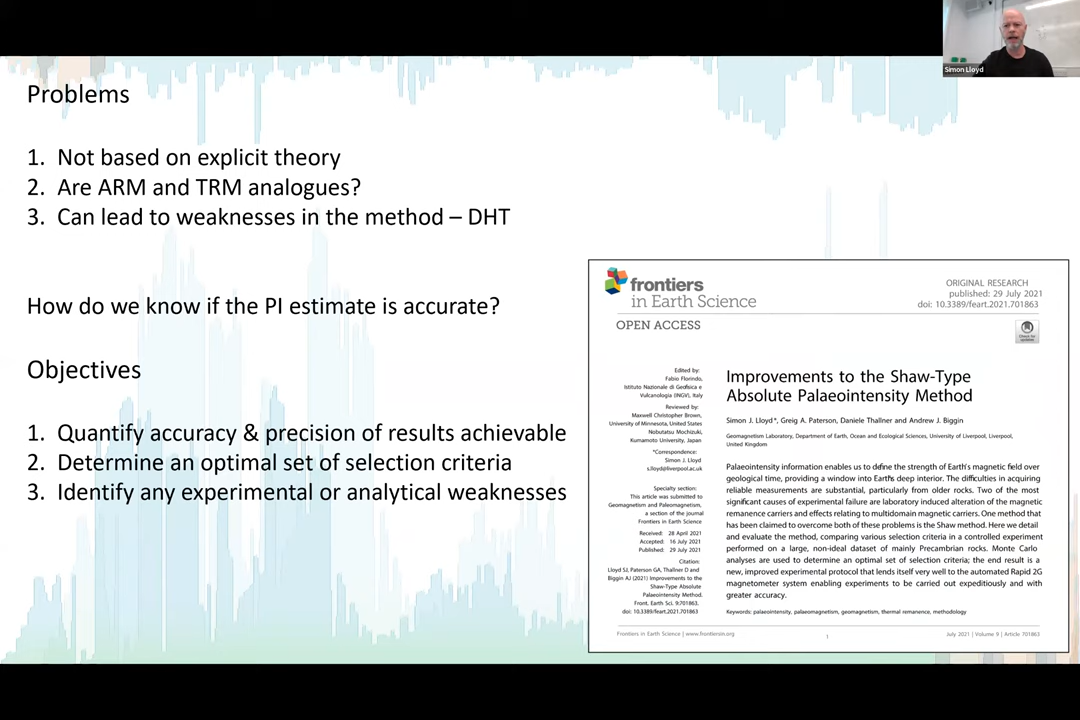 Simon Lloyd
Problems
1. Not based on explicit theory
2. Are ARM and TRM analogues?
3. Can lead to weaknesses in the method – DHT
How do we know if the PI estimate is accurate?
Objectives
1. Quantify accuracy & precision of results achievable
2. Determine an optimal set of selection criteria
3. Identify any experimental or analytical weaknesses
frontiers
in Earth Science
ORIGINAL RESEARCH
published: 29 July 2021
doi: 10.3389/feart.2021.701863
OPEN ACCESS
Check for
updates
Edited by:
Fabio Florindo,
Istituto Nazionale di Geofisica e
Vulcanologia (INGV), Italy
Reviewed by:
Maxwell Christopher Brown,
University of Minnesota, United States
Nobutatsu Mochizuki,
Kumamoto University, Japan
*Correspondence:
Simon J. Lloyd
s.lloyd@liverpool.ac.uk
Specialty section:
This article was submitted to
Geomagnetism and Paleomagnetism,
a section of the journal
Frontiers in Earth Science
Received: 28 April 2021
Accepted: 16 July 2021
Published: 29 July 2021
Citation:
Lloyd SJ, Paterson GA, Thallner D and
Biggin AJ (2021) Improvements to the
Shaw-Type Absolute
Palaeointensity Method.
Front. Earth Sci. 9:701863.
doi: 10.3389/feart.2021.701863
Improvements to the Shaw-Type
Absolute Palaeointensity Method
Simon J. Lloyd*, Greig A. Paterson, Daniele Thallner and Andrew J. Biggin
Geomagnetism Laboratory, Department of Earth, Ocean and Ecological Sciences, University of Liverpool, Liverpool,
United Kingdom
Palaeointensity information enables us to define the strength of Earth's magnetic field over
geological time, providing a window into Earth's deep interior. The difficulties in acquiring
reliable measurements are substantial, particularly from older rocks. Two of the most
significant causes of experimental failure are laboratory induced alteration of the magnetic
remanence carriers and effects relating to multidomain magnetic carriers. One method that
has been claimed to overcome both of these problems is the Shaw method. Here we detail
and evaluate the method, comparing various selection criteria in a controlled experiment
performed on a large, non-ideal dataset of mainly Precambrian rocks. Monte Carlo
analyses are used to determine an optimal set of selection criteria; the end result is a
new, improved experimental protocol that lends itself very well to the automated Rapid 2G
magnetometer system enabling experiments to be carried out expeditiously and with
greater accuracy.
Keywords: palaeointensity, palaeomagnetism, geomagnetism, thermal remanence, methodology
Frontiers in Earth Science | www.frontiersin.org
1
July 2021 | Volume 9 | Article 701863